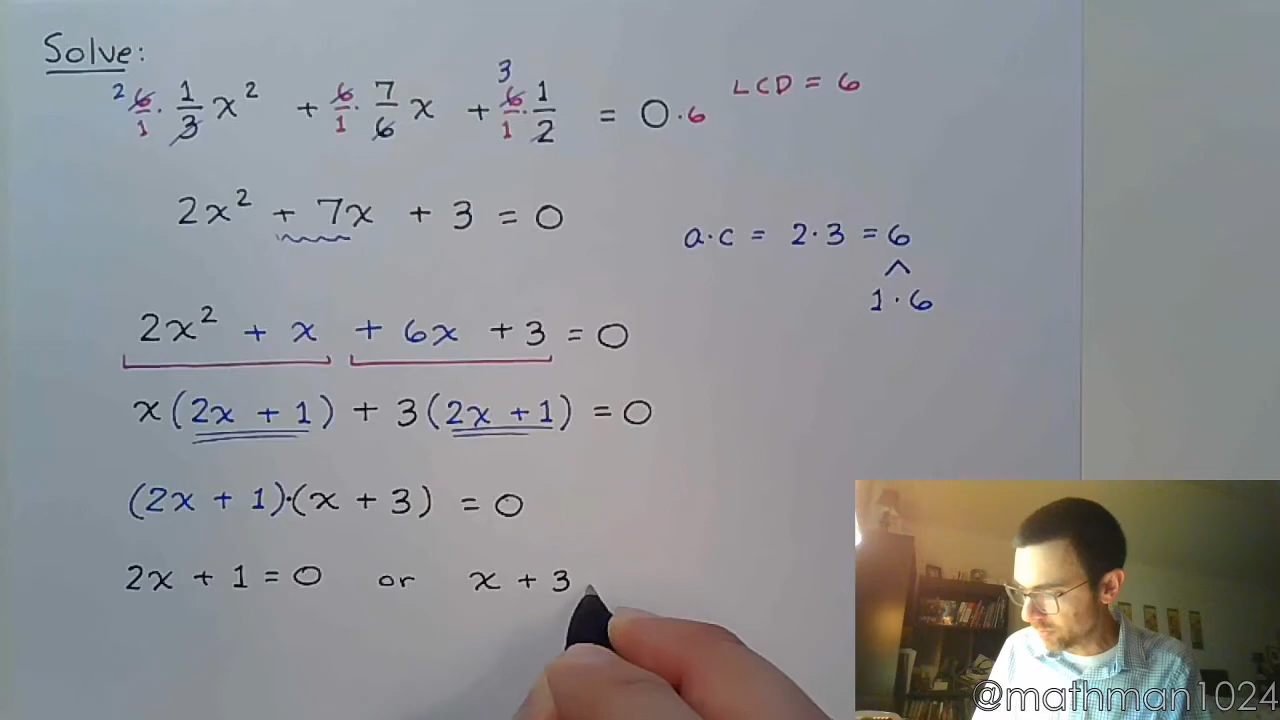 Solve:
2 6/1 · 1/3 x² + 6/1 · 7/6 x + 3 6/1 · 1/2 = 0 · 6 LCD = 6
2x² + 7x + 3 = 0
a·c = 2·3 = 6
1 · 6
2x² + x + 6x + 3 = 0
x(2x + 1) + 3(2x + 1) = 0
(2x + 1)·(x + 3) = 0
2x + 1 = 0 or x + 3
@mathman1024